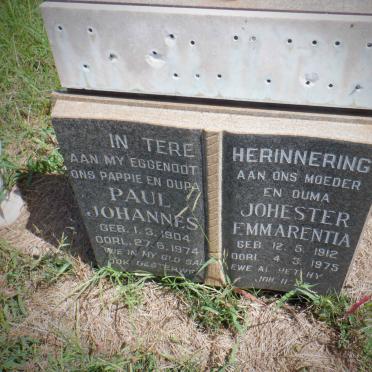 IN TERE
AAN MY EGGENOOT
ONS PAPPIE EN OUPA
PAUL
JOHANNES
GEB. 1.3.1904
OORL. 27.5.1974
HERINNERING
AAN ONS MOEDER
EN OUMA
JOHESTER
EMMARENTIA
GEB. 12.5.1912
OORL. 4.3.1975